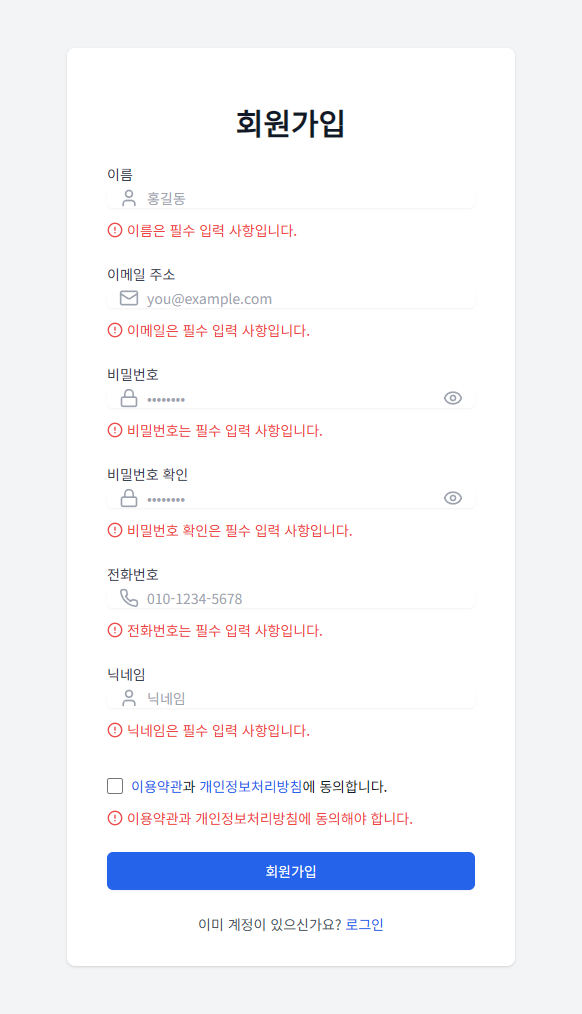 회원가입
이름
홍길동
이름은 필수 입력 사항입니다.
이메일 주소
you@example.com
이메일은 필수 입력 사항입니다.
비밀번호
••••••••
비밀번호는 필수 입력 사항입니다.
비밀번호 확인
••••••••
비밀번호 확인은 필수 입력 사항입니다.
전화번호
010-1234-5678
전화번호는 필수 입력 사항입니다.
닉네임
닉네임
닉네임은 필수 입력 사항입니다.
이용약관과 개인정보처리방침에 동의합니다.
이용약관과 개인정보처리방침에 동의해야 합니다.
회원가입
이미 계정이 있으신가요? 로그인